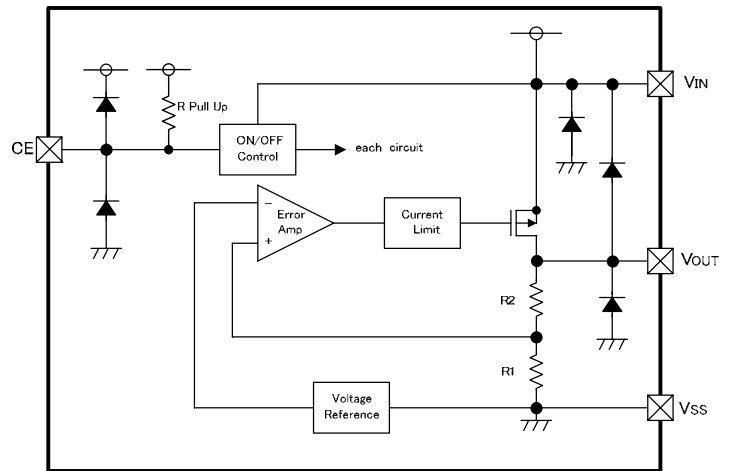 VIN
R Pull Up
CE
ON/OFF
Control
each circuit
−
Error
Amp
+
Current
Limit
VOUT
R2
R1
Voltage
Reference
VSS